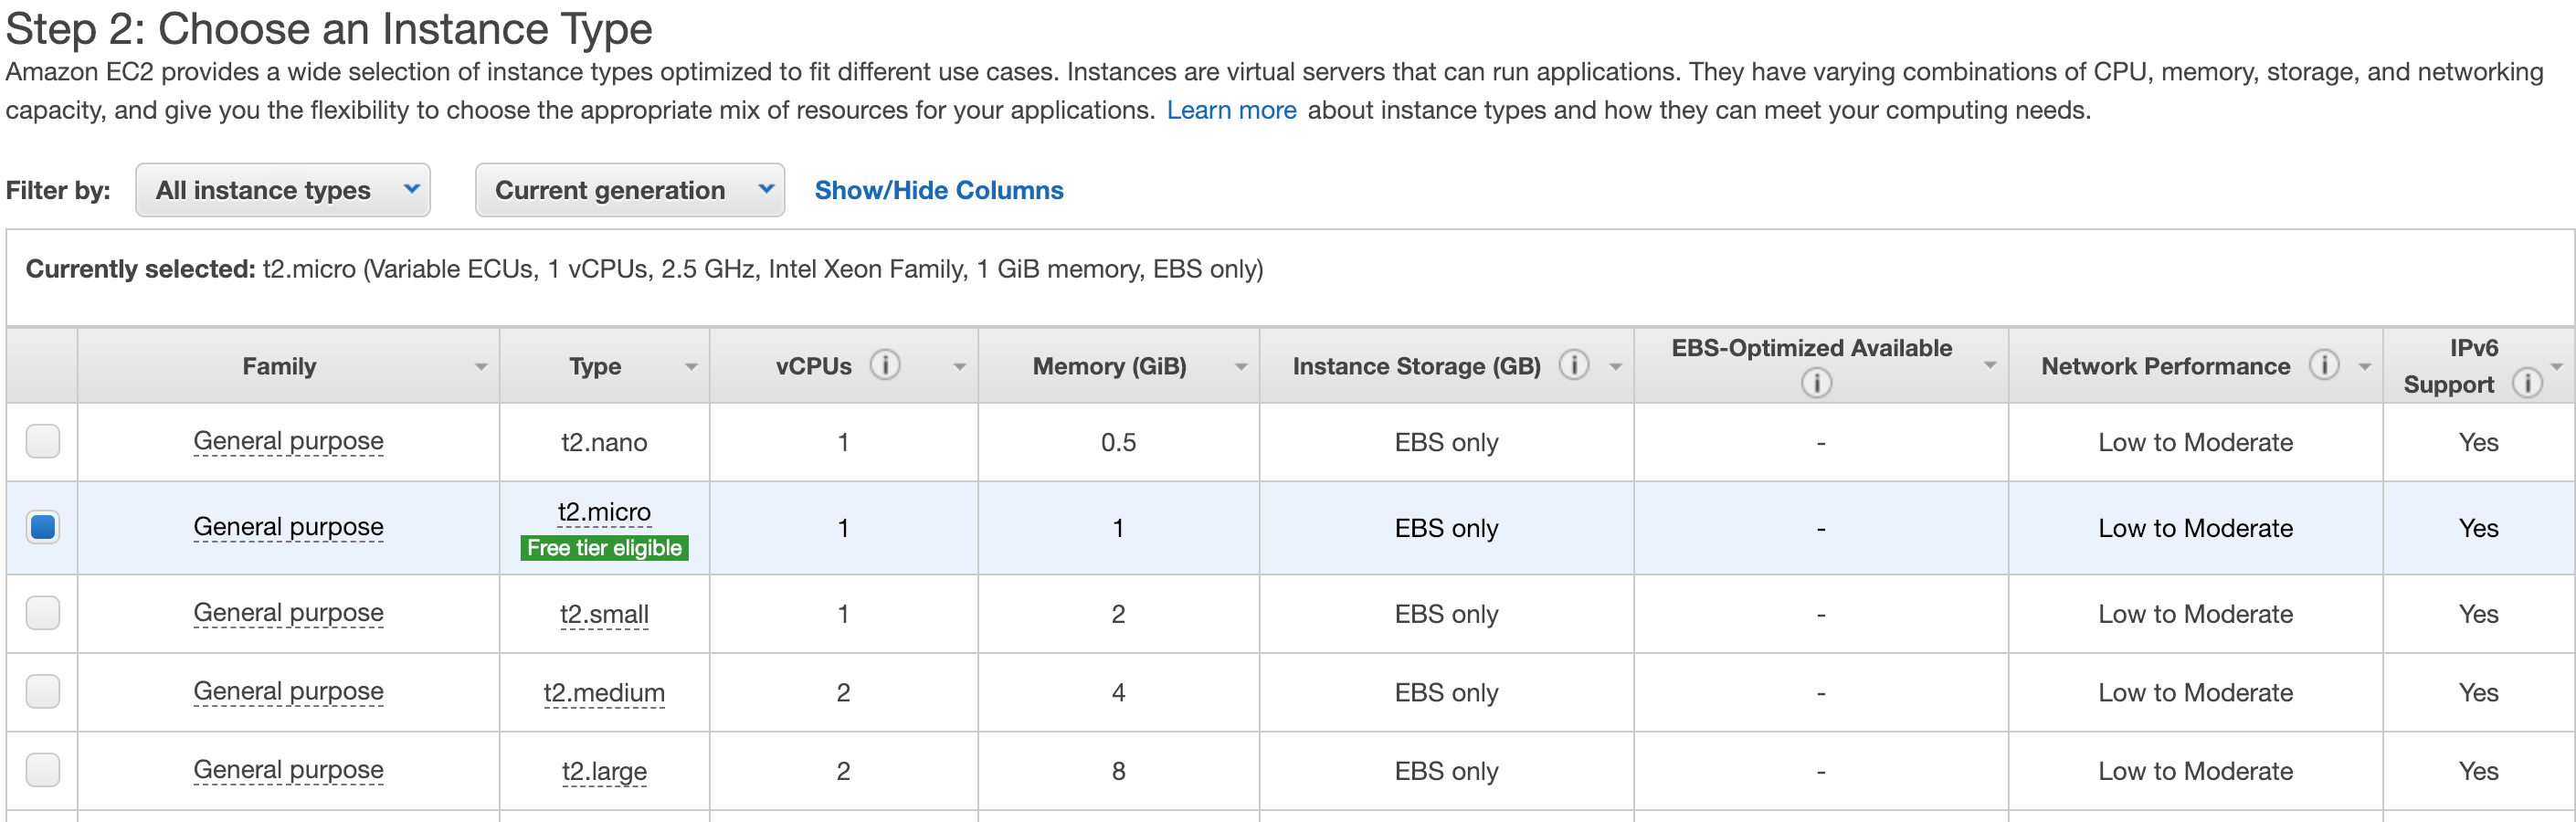 Step 2: Choose an Instance Type
Amazon EC2 provides a wide selection of instance types optimized to fit different use cases. Instances are virtual servers that can run applications. They have varying combinations of CPU, memory, storage, and networking
capacity, and give you the flexibility to choose the appropriate mix of resources for your applications. Learn more about instance types and how they can meet your computing needs.
Filter by: All instance types Current generation Show/Hide Columns
Currently selected: t2.micro (Variable ECUs, 1 vCPUs, 2.5 GHz, Intel Xeon Family, 1 GiB memory, EBS only)
Family Type vCPUs Memory (GiB) Instance Storage (GB) EBS-Optimized Available Network Performance IPv6 Support
General purpose t2.nano 1 0.5 EBS only - Low to Moderate Yes
General purpose t2.micro 1 1 EBS only - Low to Moderate Yes
Free tier eligible
General purpose t2.small 1 2 EBS only - Low to Moderate Yes
General purpose t2.medium 2 4 EBS only - Low to Moderate Yes
General purpose t2.large 2 8 EBS only - Low to Moderate Yes